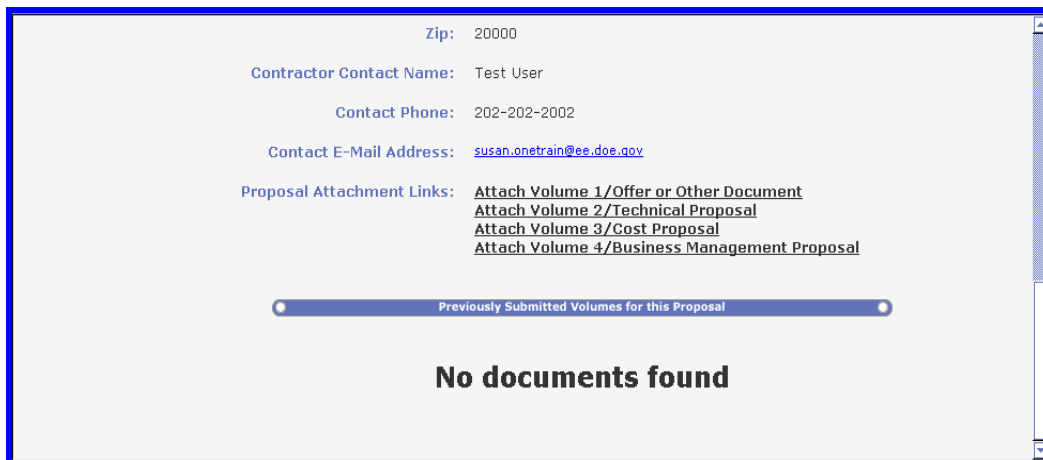 Zip: 20000
Contractor Contact Name: Test User
Contact Phone: 202-202-2002
Contact E-Mail Address: susan.onetrain@ee.doe.gov
Proposal Attachment Links: Attach Volume 1/Offer or Other Document
Attach Volume 2/Technical Proposal
Attach Volume 3/Cost Proposal
Attach Volume 4/Business Management Proposal
Previously Submitted Volumes for this Proposal
No documents found